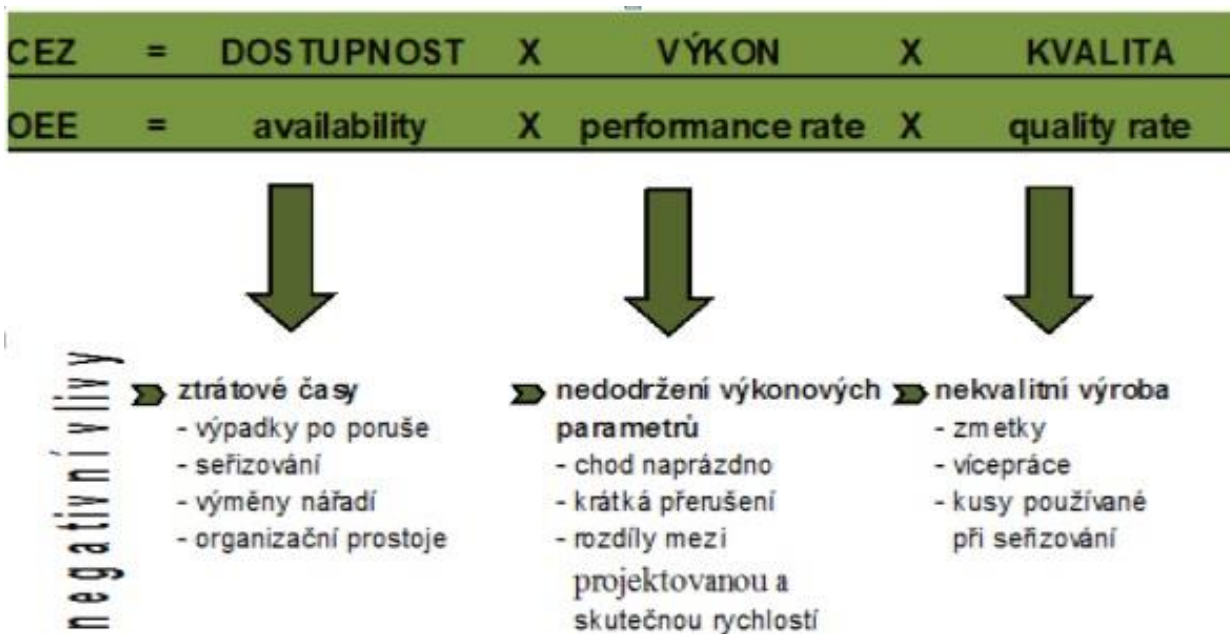 CEZ = DOSTUPNOST X VÝKON X KVALITA
OEE = availability X performance rate X quality rate
negativní vlivy
ztrátové časy
- výpadky po poruše
- seřizování
- výměny nářadí
- organizační prostoje
nedodržení výkonových
parametrů
- chod naprázdno
- krátká přerušení
- rozdíly mezi
projektovanou a
skutečnou rychlostí
nekvalitní výroba
- zmetky
- vícepráce
- kusy používané
při seřizování